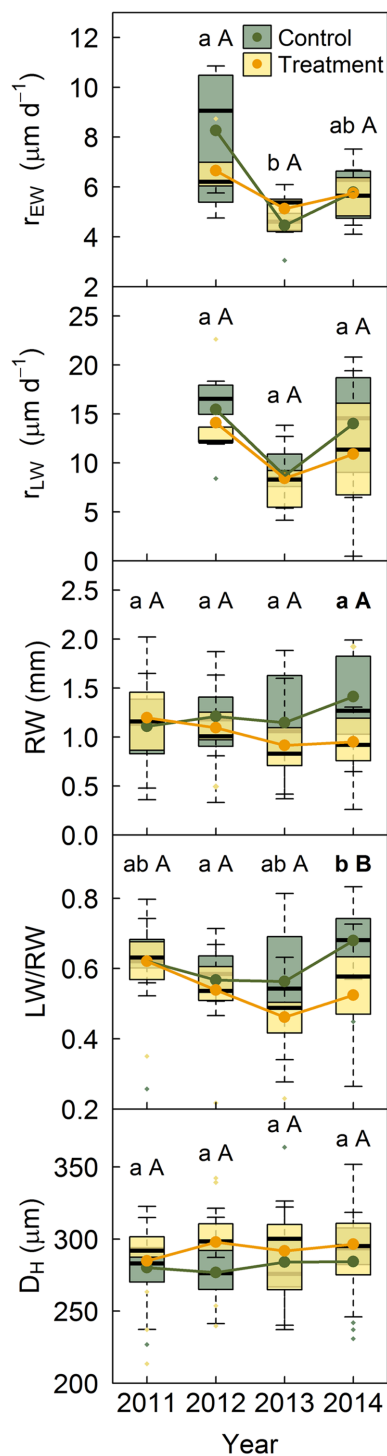 12
10
8
6
4
2
r_EW (μm d⁻¹)
a A
b A
ab A
Control
Treatment
25
20
15
10
5
0
r_LW (μm d⁻¹)
a A
a A
a A
2.5
2.0
1.5
1.0
0.5
0.0
RW (mm)
a A
a A
a A
a A
0.8
0.6
0.4
0.2
LW/RW
ab A
a A
ab A
b B
350
300
250
200
D_H (μm)
a A
a A
a A
a A
2011 2012 2013 2014
Year